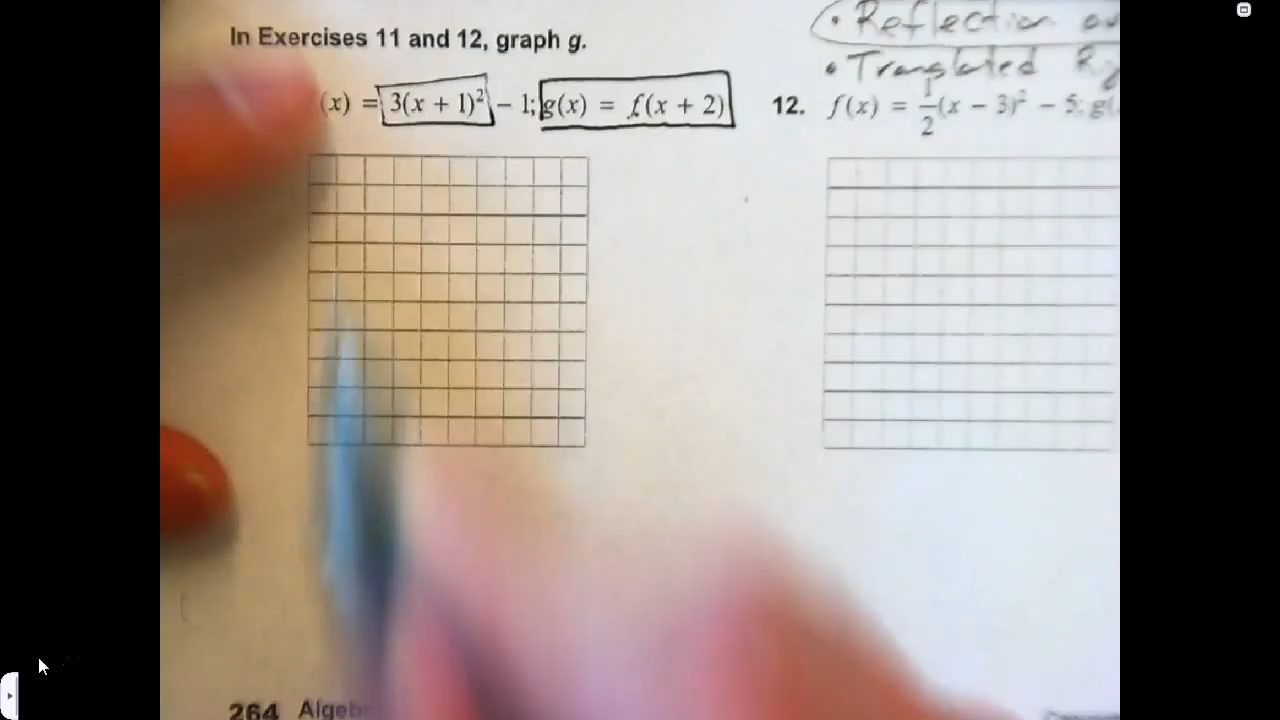 In Exercises 11 and 12, graph g.
• Reflection
• Translated
(x) = 3(x + 1)² − 1; g(x) = f(x + 2)
12. f(x) = 1/2(x − 3)² − 5; g(
264 Algeb